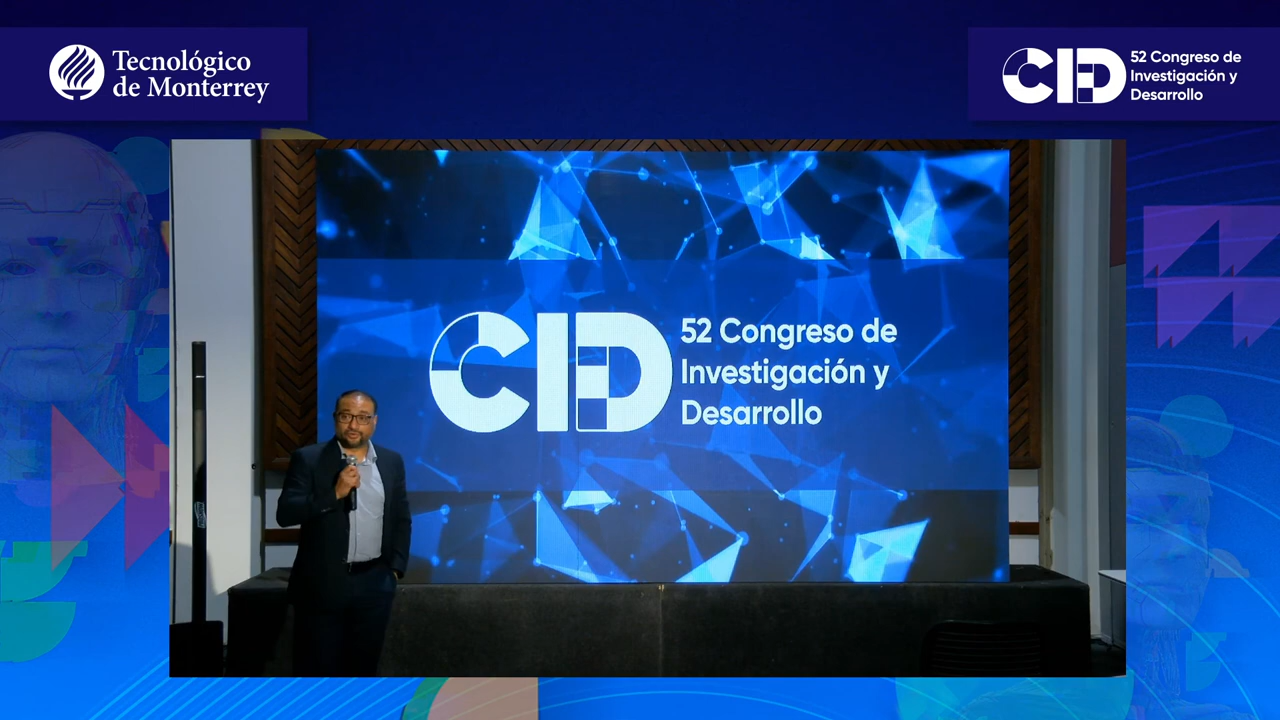 Tecnológico
de Monterrey
CID
52 Congreso de
Investigación y
Desarrollo
CID
52 Congreso de
Investigación y
Desarrollo